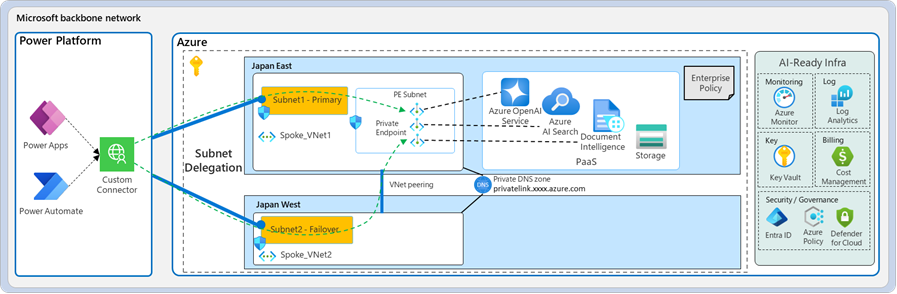 Microsoft backbone network
Power Platform
Power Apps
Power Automate
Custom
Connector
Azure
Subnet
Delegation
Japan East
Subnet1 - Primary
Spoke_VNet1
PE Subnet
Private
Endpoint
Azure OpenAI
Service
Azure
AI Search
Document
Intelligence
PaaS
Storage
Enterprise
Policy
VNet peering
DNS
Private DNS zone
privatelink.xxxx.azure.com
Japan West
Subnet2 - Failover
Spoke_VNet2
AI-Ready Infra
Monitoring
Azure
Monitor
Log
Log
Analytics
Key
Key Vault
Billing
Cost
Management
Security / Governance
Entra ID
Azure
Policy
Defender
for Cloud